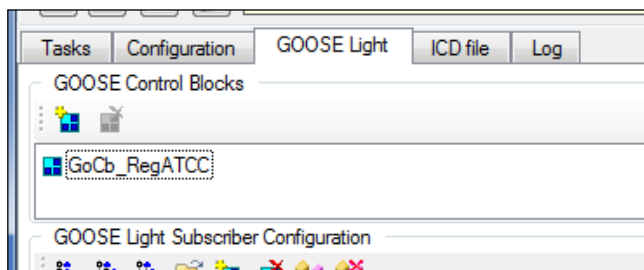 Tasks Configuration GOOSE Light ICD file Log
GOOSE Control Blocks
GoCb_RegATCC
GOOSE Light Subscriber Configuration